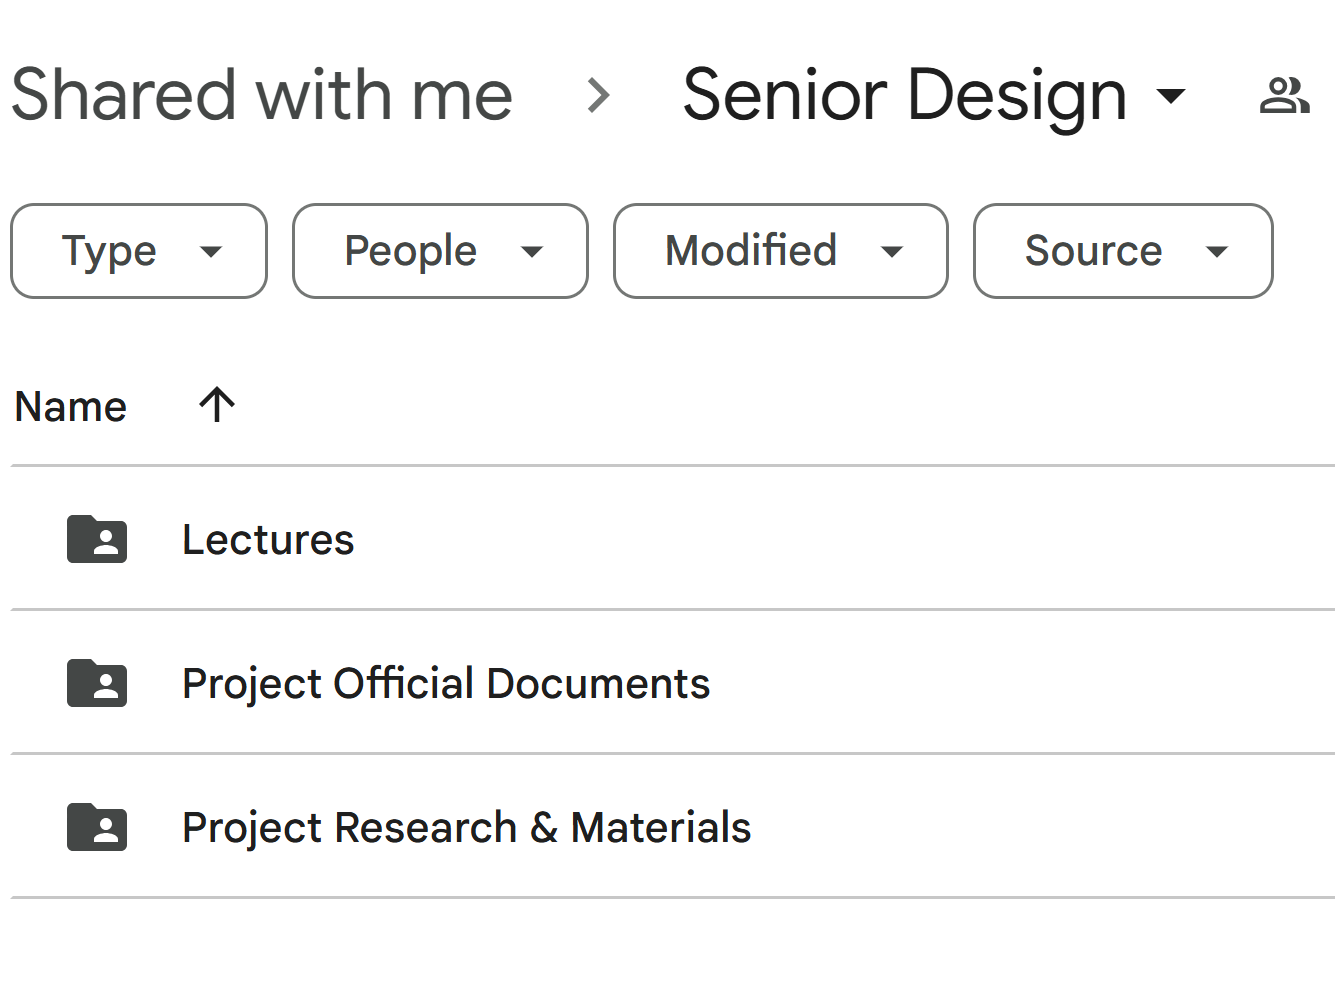 Shared with me > Senior Design
Type People Modified Source
Name
Lectures
Project Official Documents
Project Research & Materials